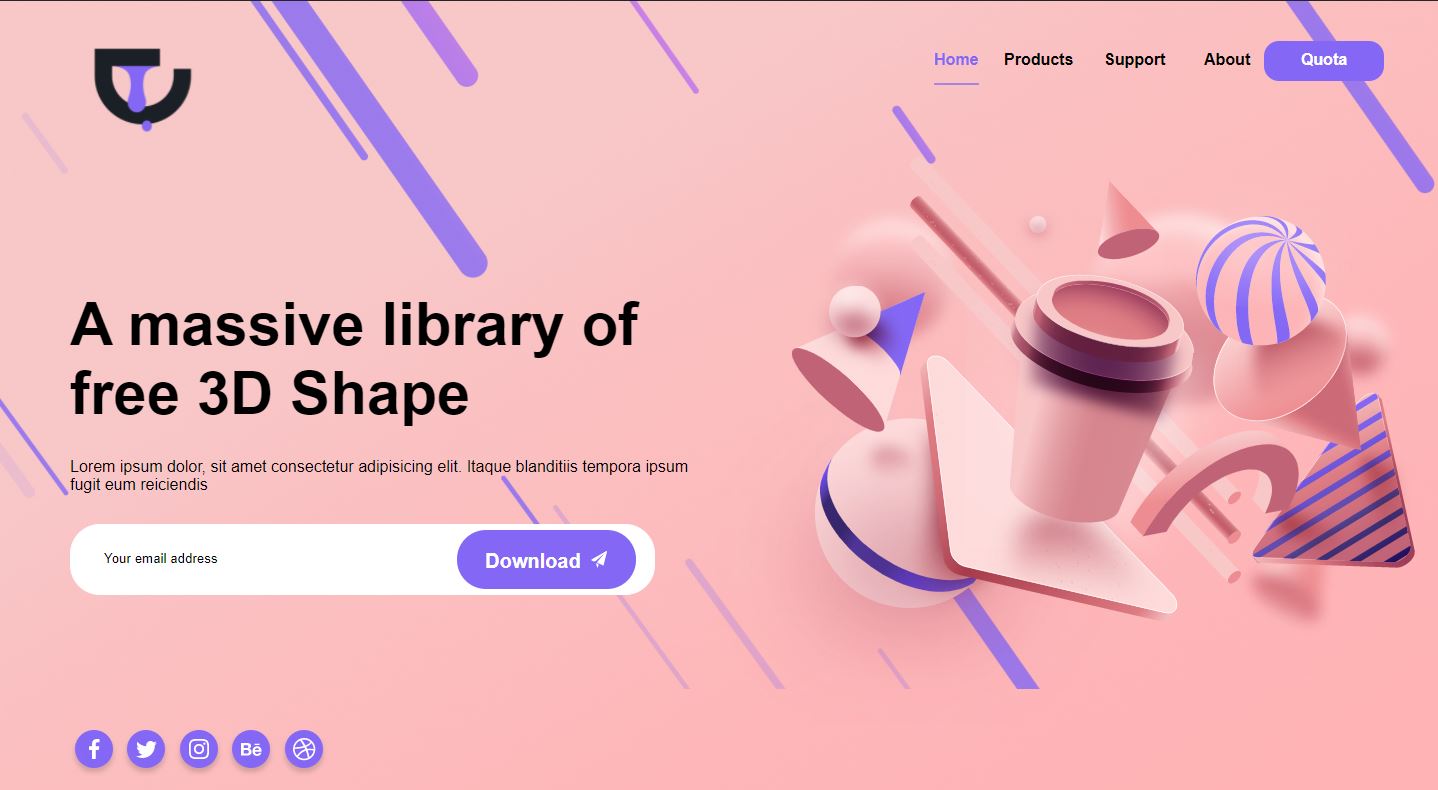 Home
Products
Support
About
Quota
A massive library of
free 3D Shape
Lorem ipsum dolor, sit amet consectetur adipisicing elit. Itaque blanditiis tempora ipsum
fugit eum reiciendis
Your email address
Download
Bē